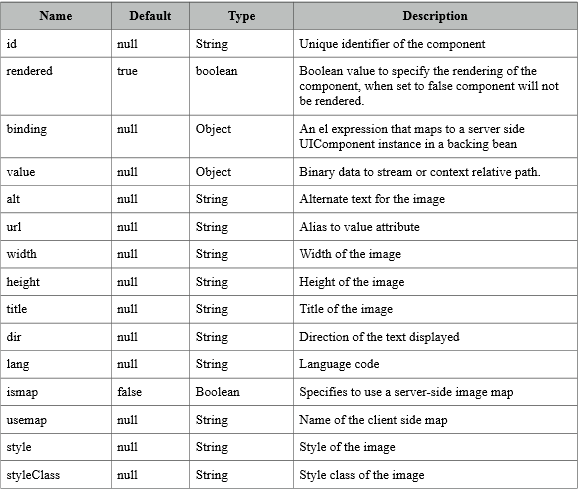 Name Default Type Description
id null String Unique identifier of the component
rendered true boolean Boolean value to specify the rendering of the
component, when set to false component will not
be rendered.
binding null Object An el expression that maps to a server side
UIComponent instance in a backing bean
value null Object Binary data to stream or context relative path.
alt null String Alternate text for the image
url null String Alias to value attribute
width null String Width of the image
height null String Height of the image
title null String Title of the image
dir null String Direction of the text displayed
lang null String Language code
ismap false Boolean Specifies to use a server-side image map
usemap null String Name of the client side map
style null String Style of the image
styleClass null String Style class of the image